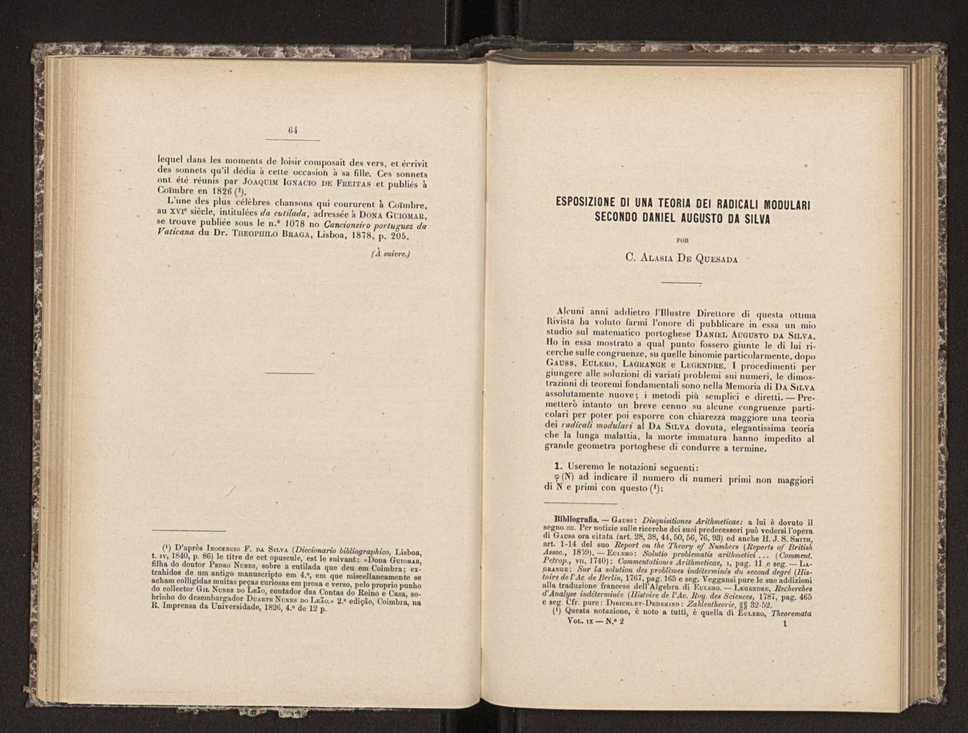 64
lequel dans les moments de loisir composait des vers, et écrivit
des sonnets qu'il dédia à cette occasion à sa fille. Ces sonnets
ont été réunis par JOAQUIM IGNACIO DE FREITAS et publiés à
Coïmbre en 1826 (¹).
L'une des plus célèbres chansons qui coururent à Coïmbre,
au XVIᵉ siècle, intitulées da cutilada, adressée à DONA GUIOMAR,
se trouve publiée sous le n.º 1078 no Cancioneiro portuguez da
Vaticana du Dr. THEOPHILO BRAGA, Lisboa, 1878, p. 205.
(À suivre.)
(¹) D'après INOCENCIO F. DA SILVA (Diccionario bibliographico, Lisboa,
t. IV, 1840, p. 86) le titre de cet opuscule, est le suivant: «DONA GUIOMAR,
filha do doutor PEDRO NUNES, sobre a cutilada que deu em Coimbra; ex-
trahidos de um antigo manuscripto em 4.º, em que miscellaneamente se
acham colligidas muitas peças curiosas em prosa e verso, pelo proprio punho
do collector GIL NUNES DO LEÃO, contador das Contas do Reino e Casa, so-
brinho do desembargador DUARTE NUNES DO LEÃO.» 2.ª edição, Coimbra, na
R. Imprensa da Universidade, 1826, 4.º de 12 p.
ESPOSIZIONE DI UNA TEORIA DEI RADICALI MODULARI
SECONDO DANIEL AUGUSTO DA SILVA
POR
C. ALASIA DE QUESADA
Alcuni anni addietro l'Illustre Direttore di questa ottima
Rivista ha voluto farmi l'onore di pubblicare in essa un mio
studio sul matematico portoghese DANIEL AUGUSTO DA SILVA.
Ho in essa mostrato a qual punto fossero giunte le di lui ri-
cerche sulle congruenze, su quelle binomie particolarmente, dopo
GAUSS, EULERO, LAGRANGE e LEGENDRE. I procedimenti per
giungere alle soluzioni di variati problemi sui numeri, le dimos-
trazioni di teoremi fondamentali sono nella Memoria di DA SILVA
assolutamente nuove; i metodi più semplici e diretti. — Pre-
metterò intanto un breve cenno su alcune congruenze parti-
colari per poter poi esporre con chiarezza maggiore una teoria
dei radicali modulari al DA SILVA dovuta, elegantissima teoria
che la lunga malattia, la morte immatura hanno impedito al
grande geometra portoghese di condurre a termine.
1. Useremo le notazioni seguenti:
φ(N) ad indicare il numero di numeri primi non maggiori
di N e primi con questo (¹);
Bibliografia. — GAUSS: Disquisitiones Arithmeticae: a lui è dovuto il
segno ≡. Per notizie sulle ricerche dei suoi predecessori può vedersi l'opera
di GAUSS ora citata (art. 28, 38, 44, 50, 56, 76, 93) ed anche H. J. S. SMITH,
art. 1-14 del suo Report on the Theory of Numbers (Reports of British
Assoc., 1859). — EULERO: Solutio problematis arithmetici ... (Comment.
Petrop., VII, 1740); Commentationes Arithmeticae, I, pag. 11 e seg. — LA-
GRANGE: Sur la solution des problèmes indéterminés du second degré (His-
toire de l'Ac. de Berlin, 1767, pag. 165 e seg. Veggansi pure le sue addizioni
alla traduzione francese dell'Algebra di EULERO. — LEGENDRE, Recherches
d'Analyse indéterminée (Histoire de l'Ac. Roy. des Sciences, 1787, pag. 465
e seg. Cfr. pure: DIRICHLET-DEDEKIND: Zahlentheorie, §§ 32-52.
(¹) Questa notazione, è noto a tutti, è quella di EULERO, Theoremata
VOL. IX — N.º 2 1